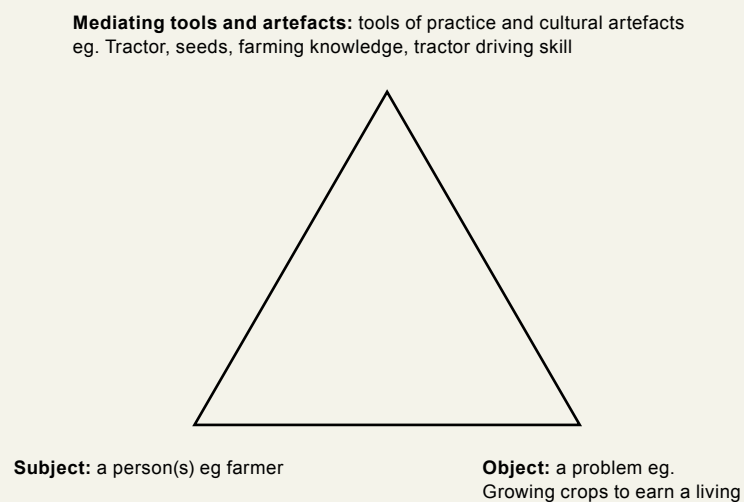 Mediating tools and artefacts: tools of practice and cultural artefacts
eg. Tractor, seeds, farming knowledge, tractor driving skill
Subject: a person(s) eg farmer
Object: a problem eg.
Growing crops to earn a living